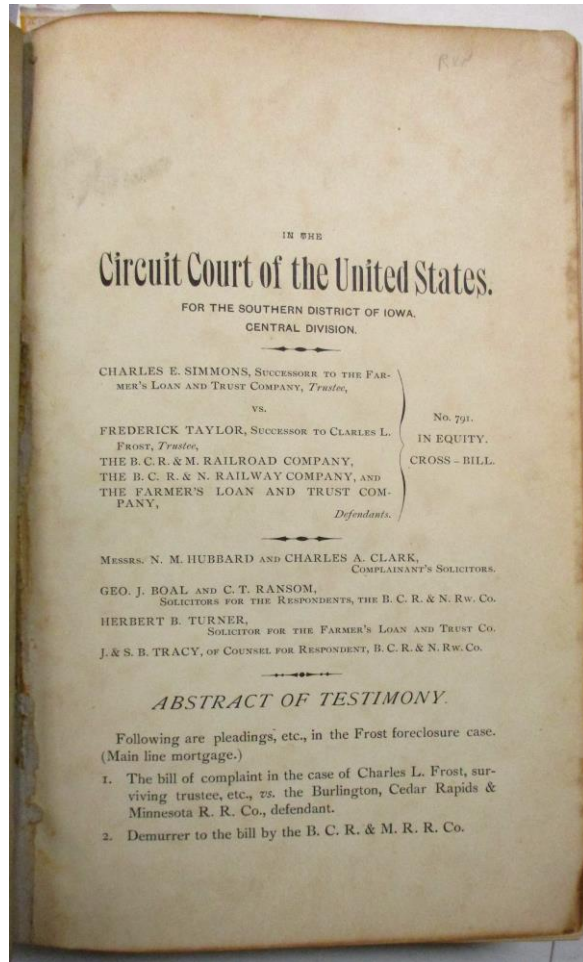 IN THE
Circuit Court of the United States.
FOR THE SOUTHERN DISTRICT OF IOWA.
CENTRAL DIVISION.
CHARLES E. SIMMONS, SUCCESSORR TO THE FAR-
MER'S LOAN AND TRUST COMPANY, Trustee,
VS.
FREDERICK TAYLOR, SUCCESSOR TO CLARLES L.
FROST, Trustee,
THE B. C. R. & M. RAILROAD COMPANY,
THE B. C. R. & N. RAILWAY COMPANY, AND
THE FARMER'S LOAN AND TRUST COM-
PANY,
Defendants.
No. 791.
IN EQUITY.
CROSS-BILL.
MESSRS. N. M. HUBBARD AND CHARLES A. CLARK,
COMPLAINANT'S SOLICITORS.
GEO. J. BOAL AND C. T. RANSOM,
SOLICITORS FOR THE RESPONDENTS, THE B. C. R. & N. RW. CO.
HERBERT B. TURNER,
SOLICITOR FOR THE FARMER'S LOAN AND TRUST CO.
J. & S. B. TRACY, OF COUNSEL FOR RESPONDENT, B. C. R. & N. RW. CO.
ABSTRACT OF TESTIMONY.
Following are pleadings, etc., in the Frost foreclosure case.
(Main line mortgage.)
1. The bill of complaint in the case of Charles L. Frost, sur-
viving trustee, etc., vs. the Burlington, Cedar Rapids &
Minnesota R. R. Co., defendant.
2. Demurrer to the bill by the B. C. R. & M. R. R. Co.